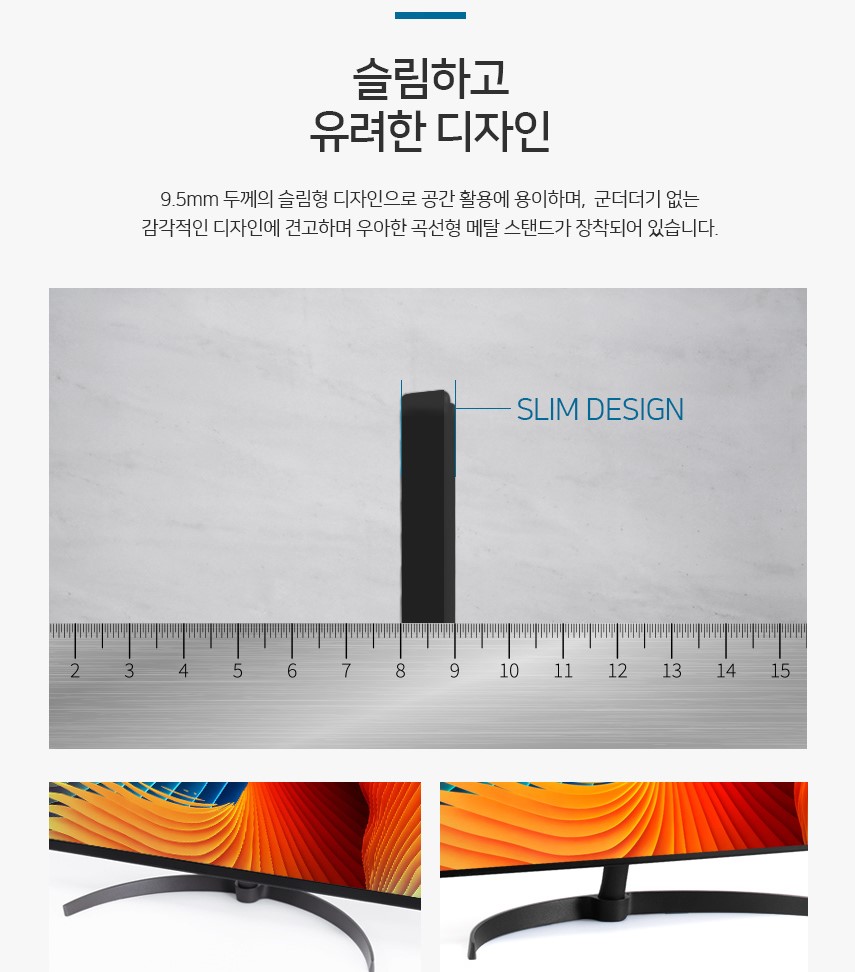 슬림하고
유려한 디자인
9.5mm 두께의 슬림형 디자인으로 공간 활용에 용이하며, 군더더기 없는
감각적인 디자인에 견고하며 우아한 곡선형 메탈 스탠드가 장착되어 있습니다.
SLIM DESIGN
2 3 4 5 6 7 8 9 10 11 12 13 14 15